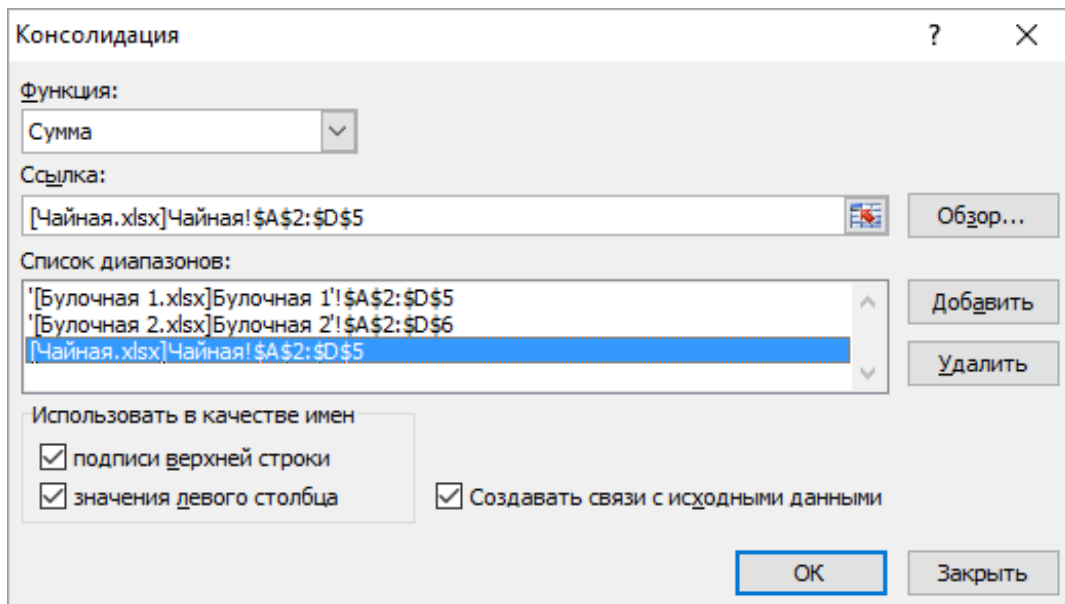 Консолидация
Функция:
Сумма
Ссылка:
[Чайная.xlsx]Чайная!$A$2:$D$5
Обзор...
Список диапазонов:
'[Булочная 1.xlsx]Булочная 1'!$A$2:$D$5
'[Булочная 2.xlsx]Булочная 2'!$A$2:$D$6
[Чайная.xlsx]Чайная!$A$2:$D$5
Добавить
Удалить
Использовать в качестве имен
подписи верхней строки
значения левого столбца
Создавать связи с исходными данными
ОК
Закрыть